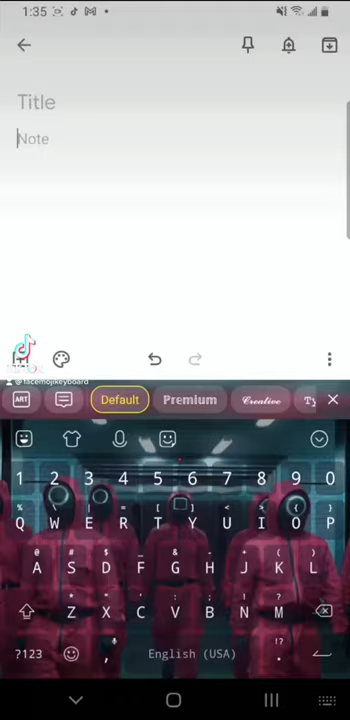 1:35
Title
Note
@facemojikeyboard
ART Default Premium Creative Ty
1 2 3 4 5 6 7 8 9 0
% \ | = [ ] < > { }
Q W E R T Y U I O P
@ # $ _ & - + ( )
A S D F G H J K L
* " ' : ; ! ?
Z X C V B N M
!?
?123 , English (USA) .